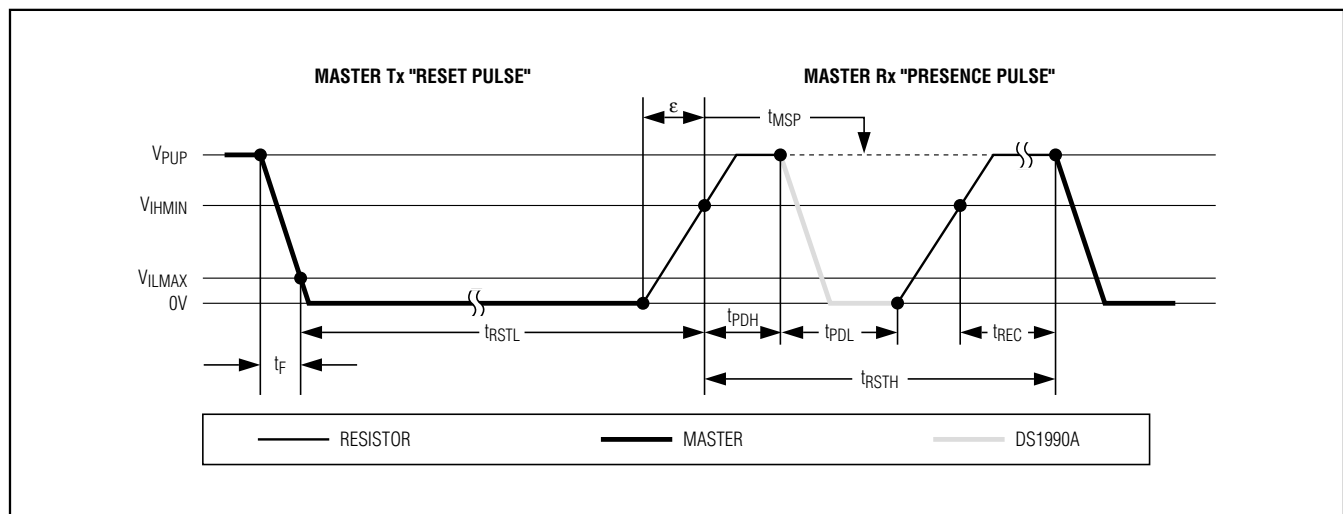 MASTER Tx "RESET PULSE" MASTER Rx "PRESENCE PULSE"
ε tMSP
VPUP
VIHMIN
VILMAX
0V
tRSTL tPDH tPDL tREC
tF tRSTH
RESISTOR MASTER DS1990A